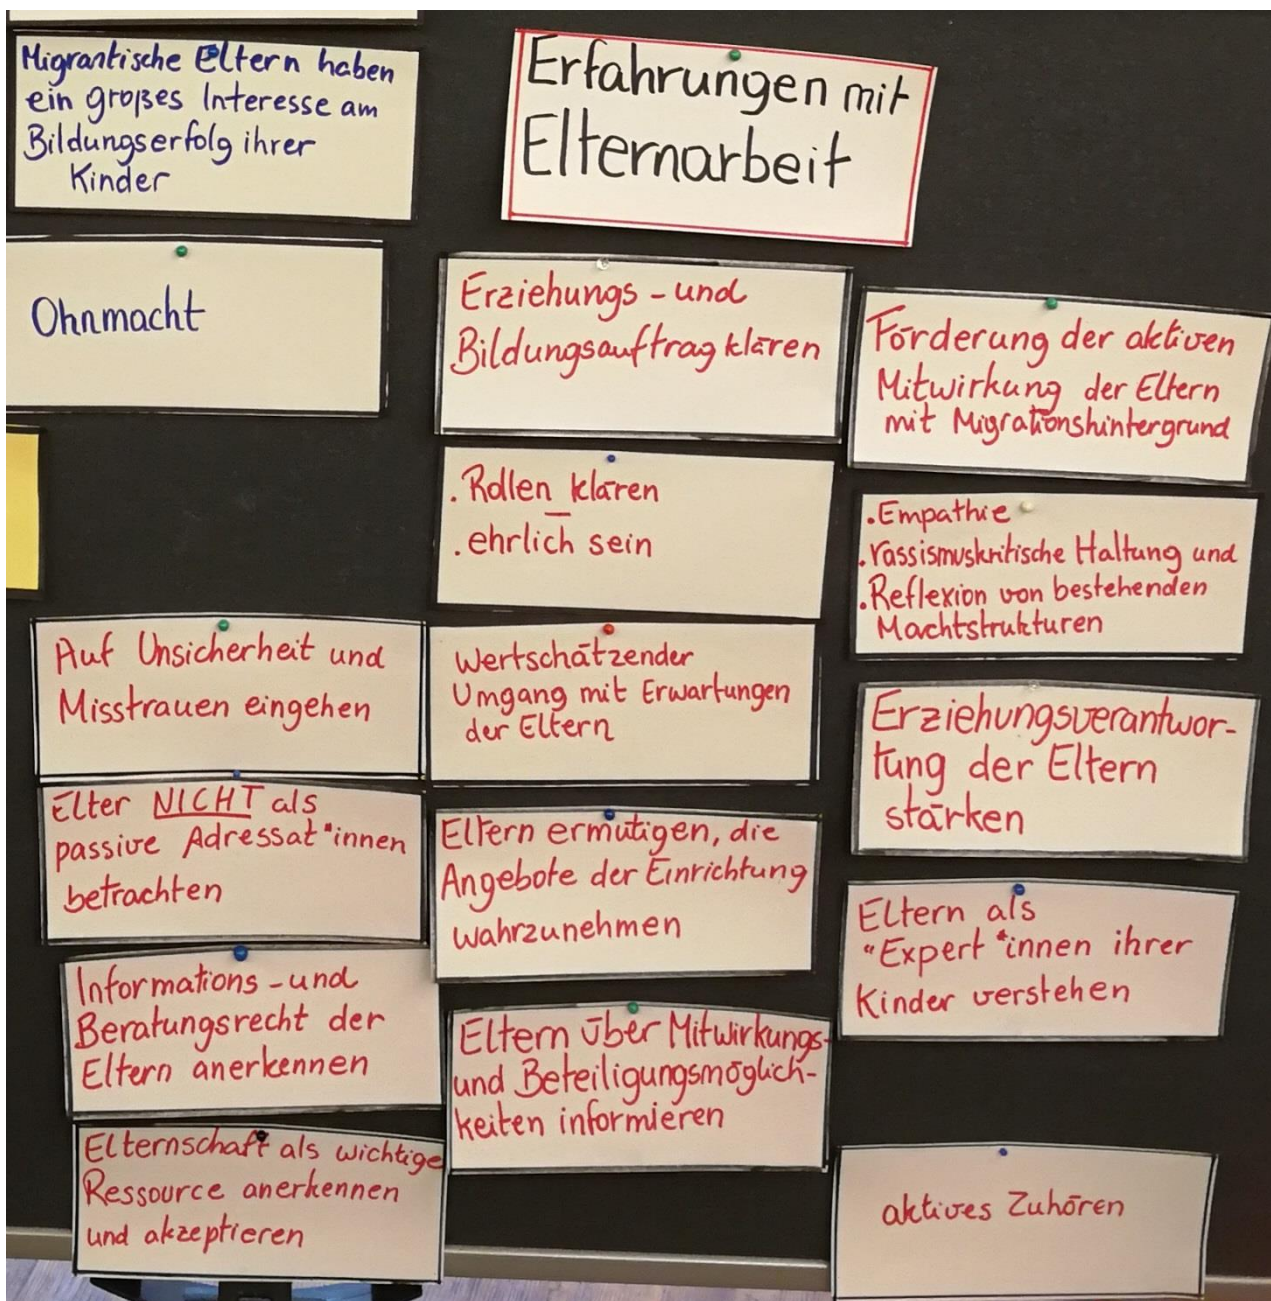 Migrantische Eltern haben
ein großes Interesse am
Bildungserfolg ihrer
Kinder
Erfahrungen mit
Elternarbeit
Ohnmacht
Erziehungs - und
Bildungsauftrag klären
Förderung der aktiven
Mitwirkung der Eltern
mit Migrationshintergrund
. Rollen klären
. ehrlich sein
. Empathie
. rassismuskritische Haltung und
. Reflexion von bestehenden
Machtstrukturen
Auf Unsicherheit und
Misstrauen eingehen
Wertschätzender
Umgang mit Erwartungen
der Eltern
Erziehungsverantwor-
tung der Eltern
stärken
Elter NICHT als
passive Adressat*innen
betrachten
Eltern ermutigen, die
Angebote der Einrichtung
wahrzunehmen
Eltern als
"Expert*innen ihrer
Kinder verstehen
Informations - und
Beratungsrecht der
Eltern anerkennen
Eltern über Mitwirkungs-
und Beteiligungsmöglich-
keiten informieren
Elternschaft als wichtige
Ressource anerkennen
und akzeptieren
aktives Zuhören